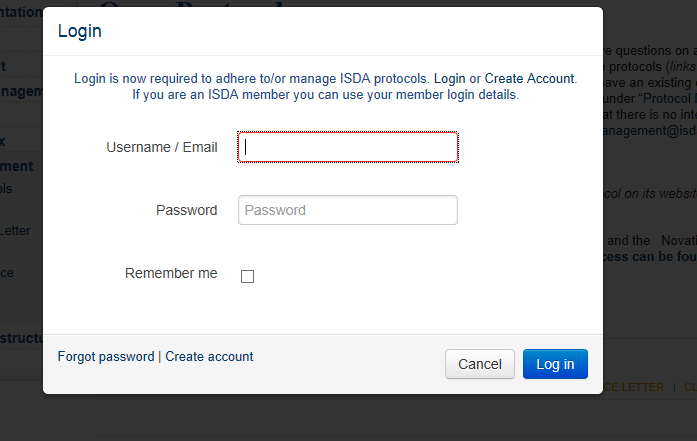 Login
Login is now required to adhere to/or manage ISDA protocols. Login or Create Account.
If you are an ISDA member you can use your member login details.
Username / Email
Password
Password
Remember me
Forgot password | Create account
Cancel
Log in
ntation
t
nagem
x
ment
ols
Letter
ce
structu
e questions on a
protocols (links
ave an existing
under “Protocol
at there is no inte
anagement@isd
col on its websit
and the Novati
cess can be fou
CE LETTER | CL